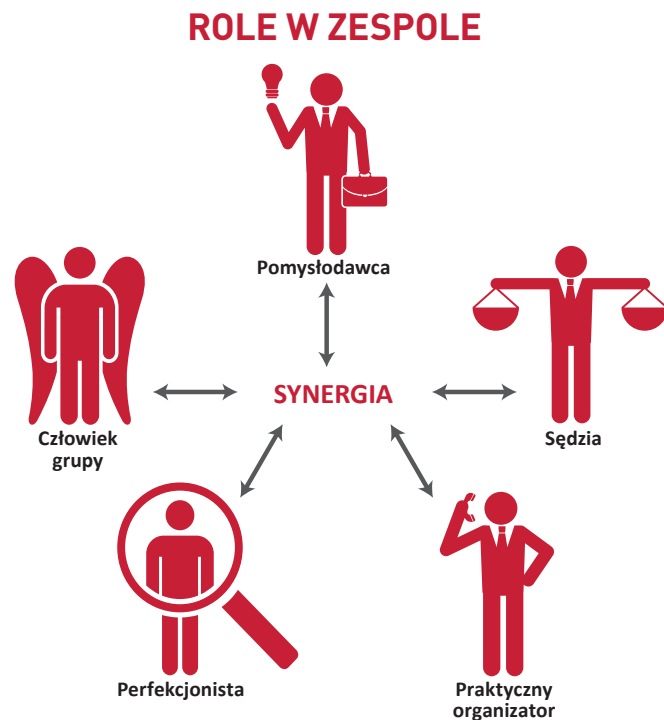 ROLE W ZESPOLE
Pomysłodawca
Człowiek
grupy
SYNERGIA
Sędzia
Perfekcjonista
Praktyczny
organizator